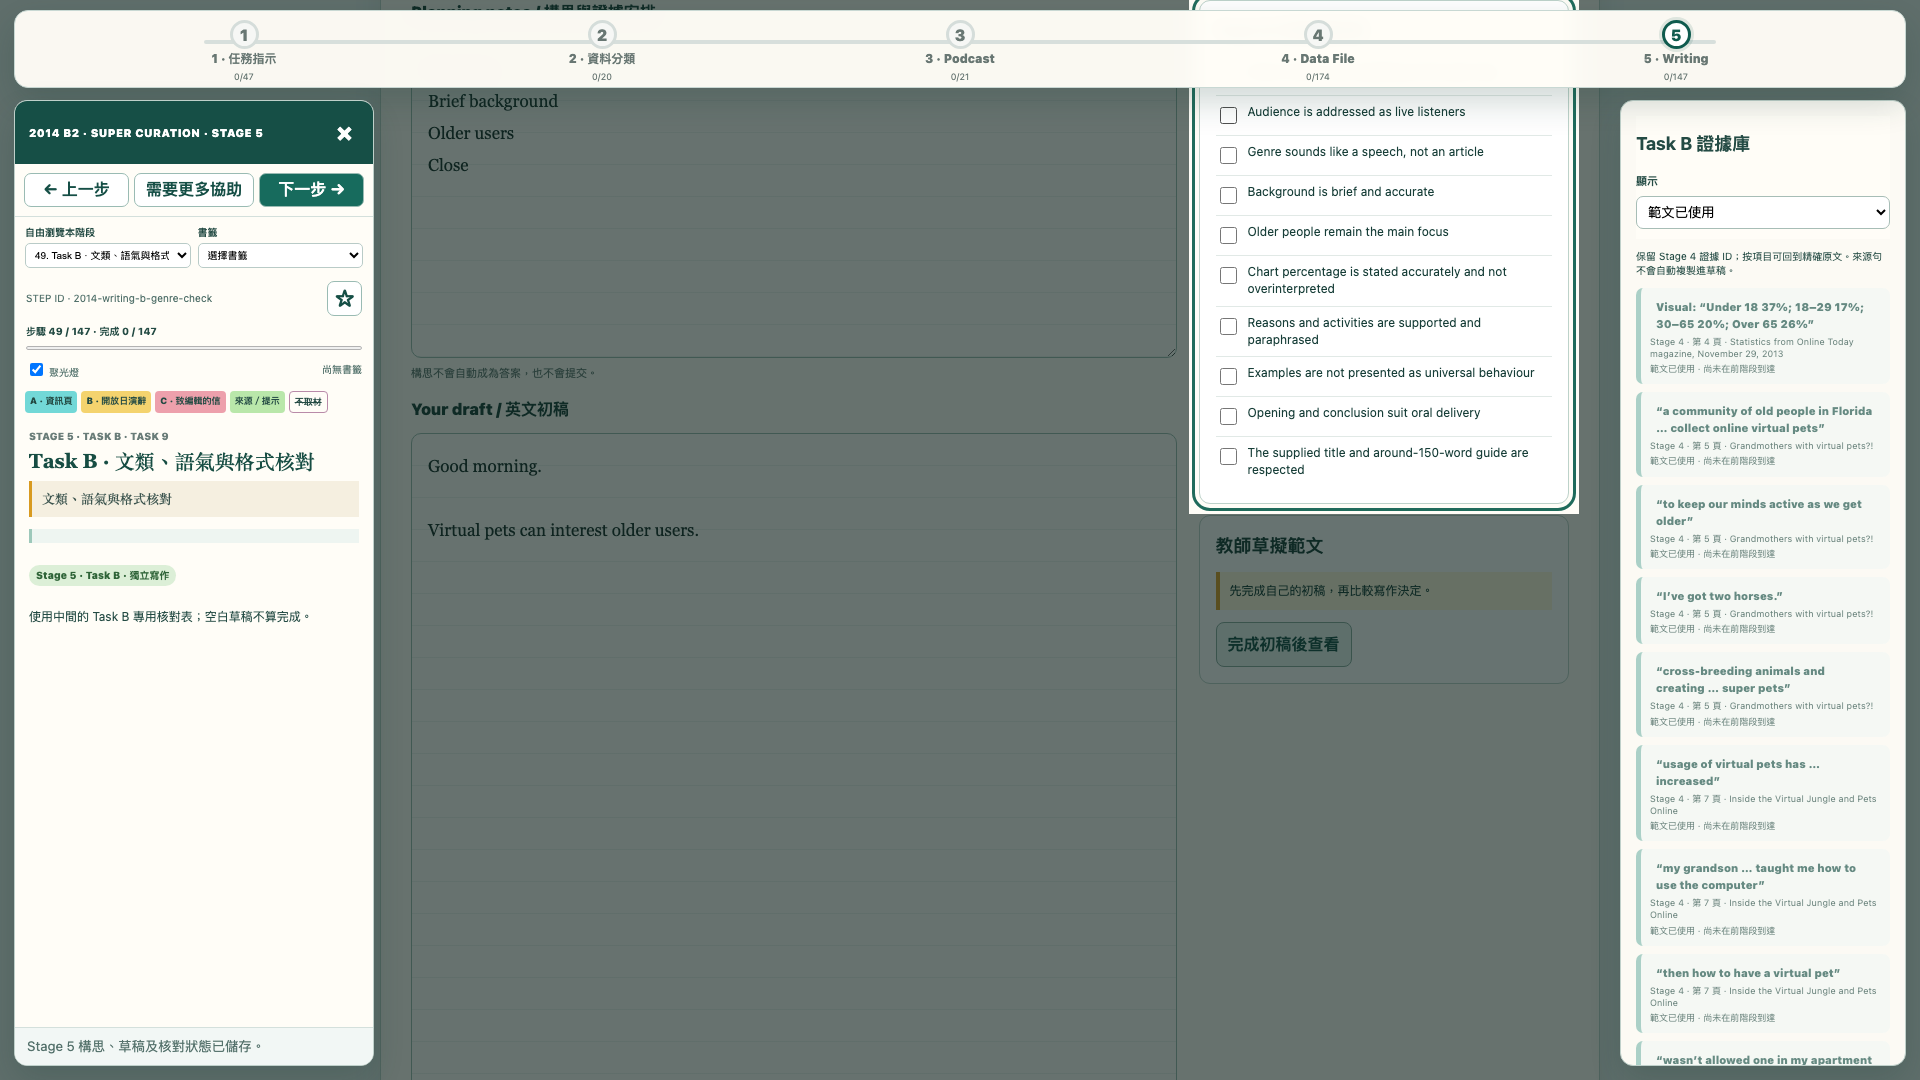 1
1 · 任務指示
0/47
2
2 · 資料分類
0/20
3
3 · Podcast
0/21
4
4 · Data File
0/174
5
5 · Writing
0/147
2014 B2 · SUPER CURATION · STAGE 5
✖
← 上一步
需要更多協助
下一步 →
自由瀏覽本階段
書籤
49. Task B · 文類、語氣與格式
選擇書籤
STEP ID · 2014-writing-b-genre-check
步驟 49 / 147 · 完成 0 / 147
聚光燈
尚無書籤
A · 資訊頁
B · 開放日演辭
C · 致編輯的信
來源 / 提示
不取材
STAGE 5 · TASK B · TASK 9
Task B · 文類、語氣與格式核對
文類、語氣與格式核對
Stage 5 · Task B · 獨立寫作
使用中間的 Task B 專用核對表；空白草稿不算完成。
Stage 5 構思、草稿及核對狀態已儲存。
Brief background
Older users
Close
構思不會自動成為答案，也不會提交。
Your draft / 英文初稿
Good morning.
Virtual pets can interest older users.
Audience is addressed as live listeners
Genre sounds like a speech, not an article
Background is brief and accurate
Older people remain the main focus
Chart percentage is stated accurately and not
overinterpreted
Reasons and activities are supported and
paraphrased
Examples are not presented as universal behaviour
Opening and conclusion suit oral delivery
The supplied title and around-150-word guide are
respected
教師草擬範文
先完成自己的初稿，再比較寫作決定。
完成初稿後查看
Task B 證據庫
顯示
範文已使用
保留 Stage 4 證據 ID；按項目可回到精確原文。來源句
不會自動複製進草稿。
Visual: “Under 18 37%; 18–29 17%;
30–65 20%; Over 65 26%”
Stage 4 · 第 4 頁 · Statistics from Online Today
magazine, November 29, 2013
範文已使用 · 尚未在前階段到達
“a community of old people in Florida
… collect online virtual pets”
Stage 4 · 第 5 頁 · Grandmothers with virtual pets?!
範文已使用 · 尚未在前階段到達
“to keep our minds active as we get
older”
Stage 4 · 第 5 頁 · Grandmothers with virtual pets?!
範文已使用 · 尚未在前階段到達
“I’ve got two horses.”
Stage 4 · 第 5 頁 · Grandmothers with virtual pets?!
範文已使用 · 尚未在前階段到達
“cross-breeding animals and
creating … super pets”
Stage 4 · 第 5 頁 · Grandmothers with virtual pets?!
範文已使用 · 尚未在前階段到達
“usage of virtual pets has …
increased”
Stage 4 · 第 7 頁 · Inside the Virtual Jungle and Pets
Online
範文已使用 · 尚未在前階段到達
“my grandson … taught me how to
use the computer”
Stage 4 · 第 7 頁 · Inside the Virtual Jungle and Pets
Online
範文已使用 · 尚未在前階段到達
“then how to have a virtual pet”
Stage 4 · 第 7 頁 · Inside the Virtual Jungle and Pets
Online
範文已使用 · 尚未在前階段到達
“wasn’t allowed one in my apartment